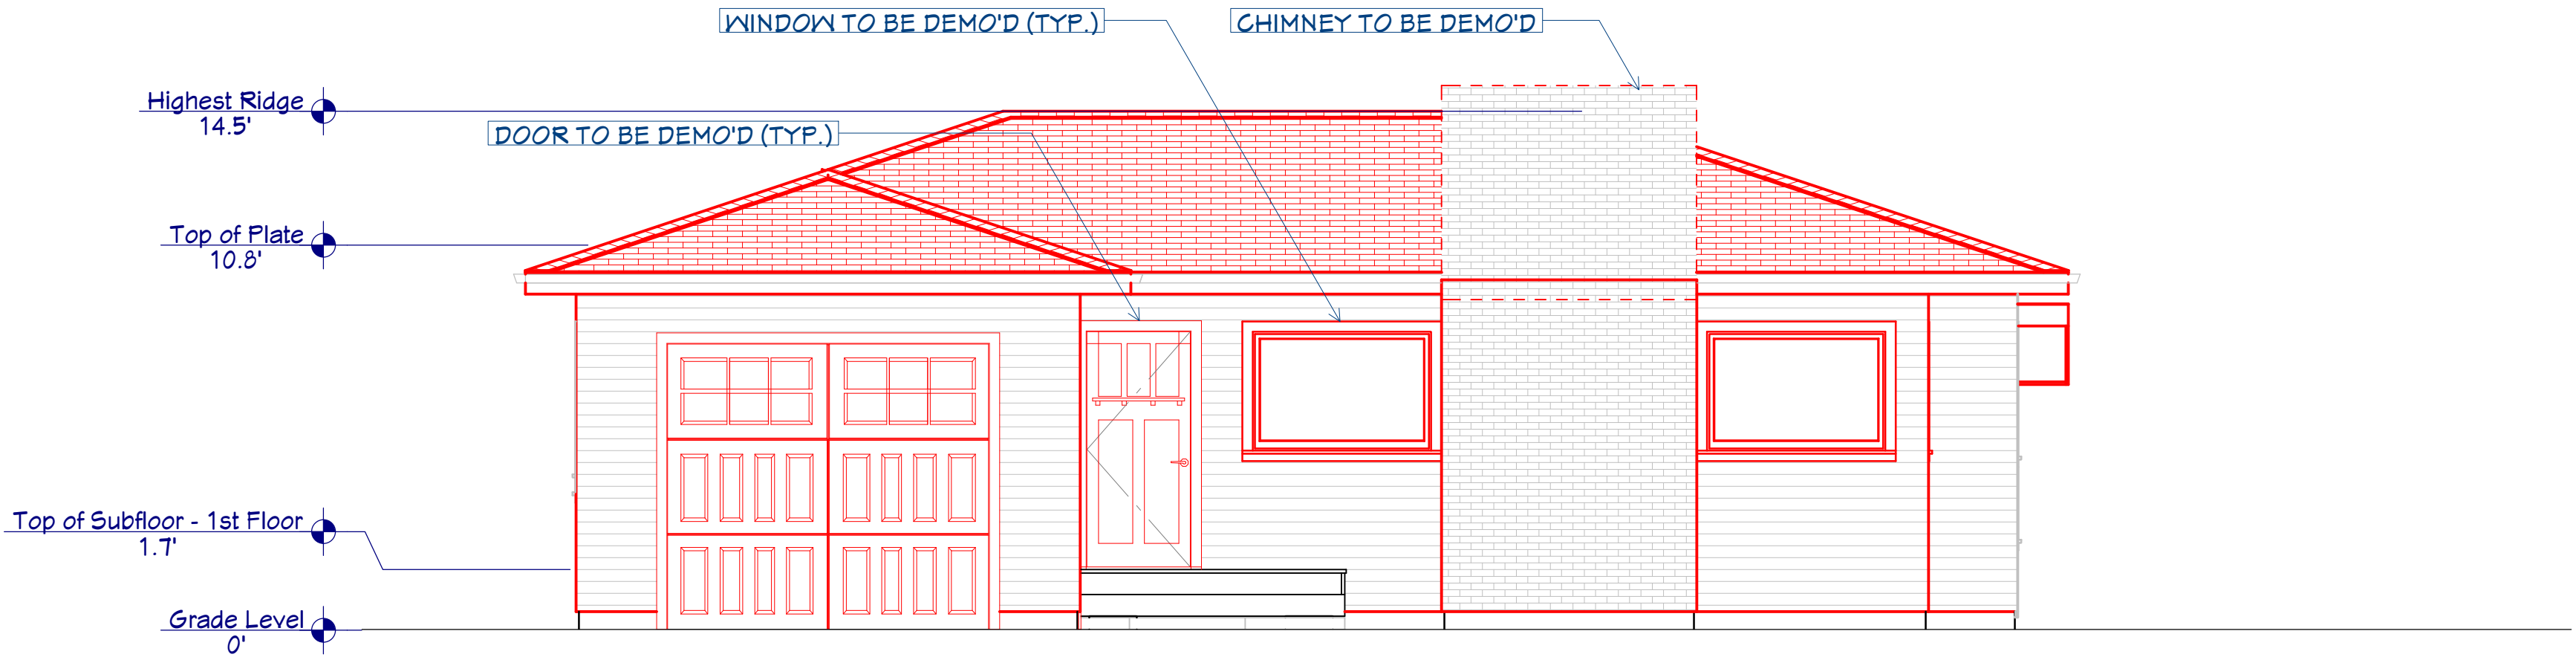 WINDOW TO BE DEMO'D (TYP.)
CHIMNEY TO BE DEMO'D
Highest Ridge
14.5'
DOOR TO BE DEMO'D (TYP.)
Top of Plate
10.8'
Top of Subfloor - 1st Floor
1.7'
Grade Level
0'